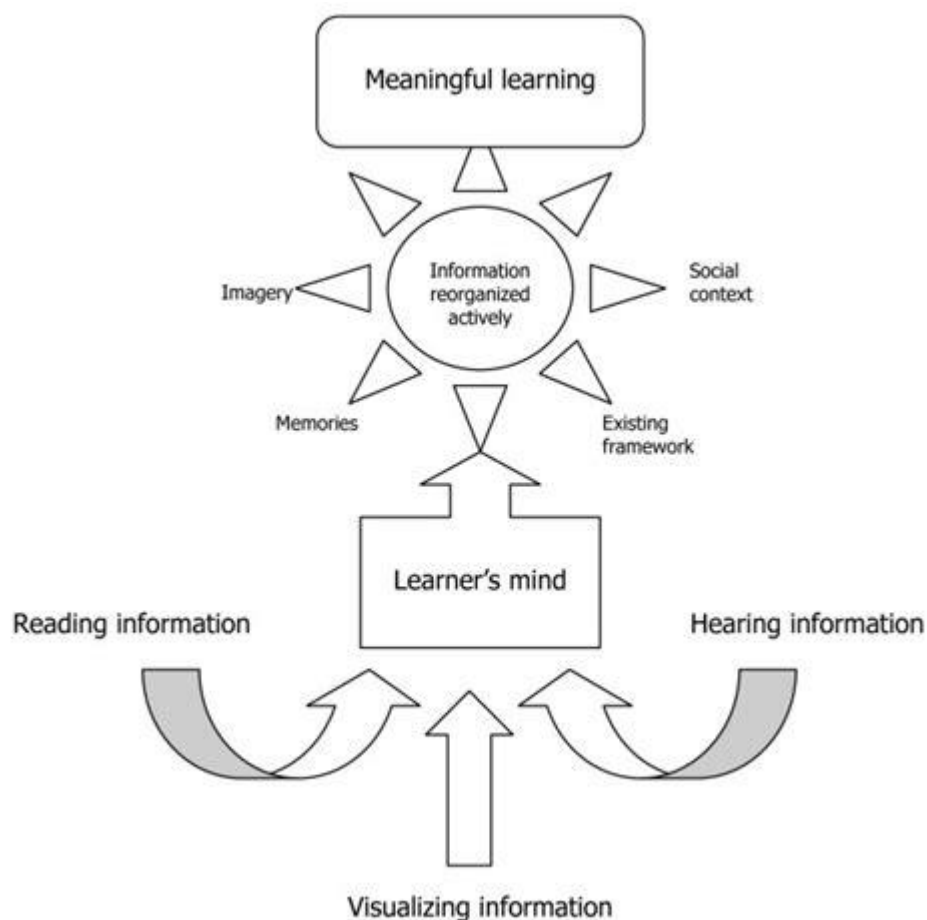 Meaningful learning
Information
reorganized
actively
Imagery
Social
context
Memories
Existing
framework
Learner's mind
Reading information
Hearing information
Visualizing information